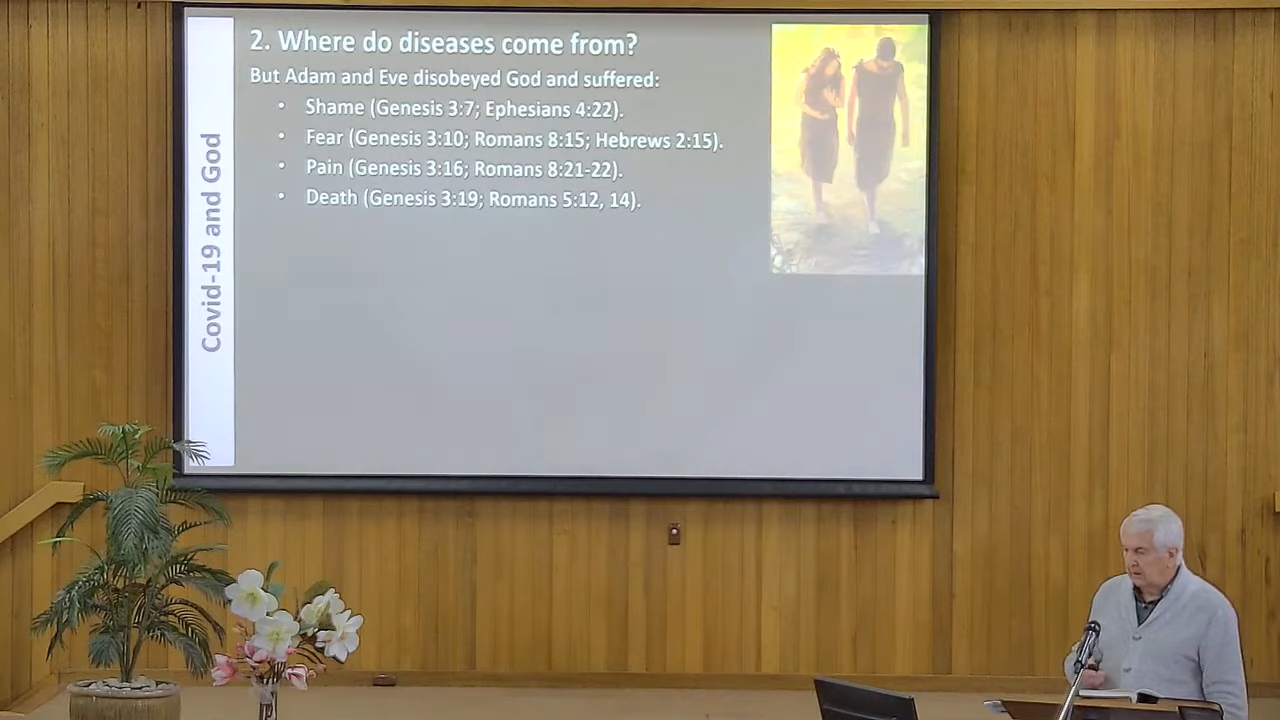 2. Where do diseases come from?
But Adam and Eve disobeyed God and suffered:
• Shame (Genesis 3:7; Ephesians 4:22).
• Fear (Genesis 3:10; Romans 8:15; Hebrews 2:15).
• Pain (Genesis 3:16; Romans 8:21-22).
• Death (Genesis 3:19; Romans 5:12, 14).
Covid-19 and God